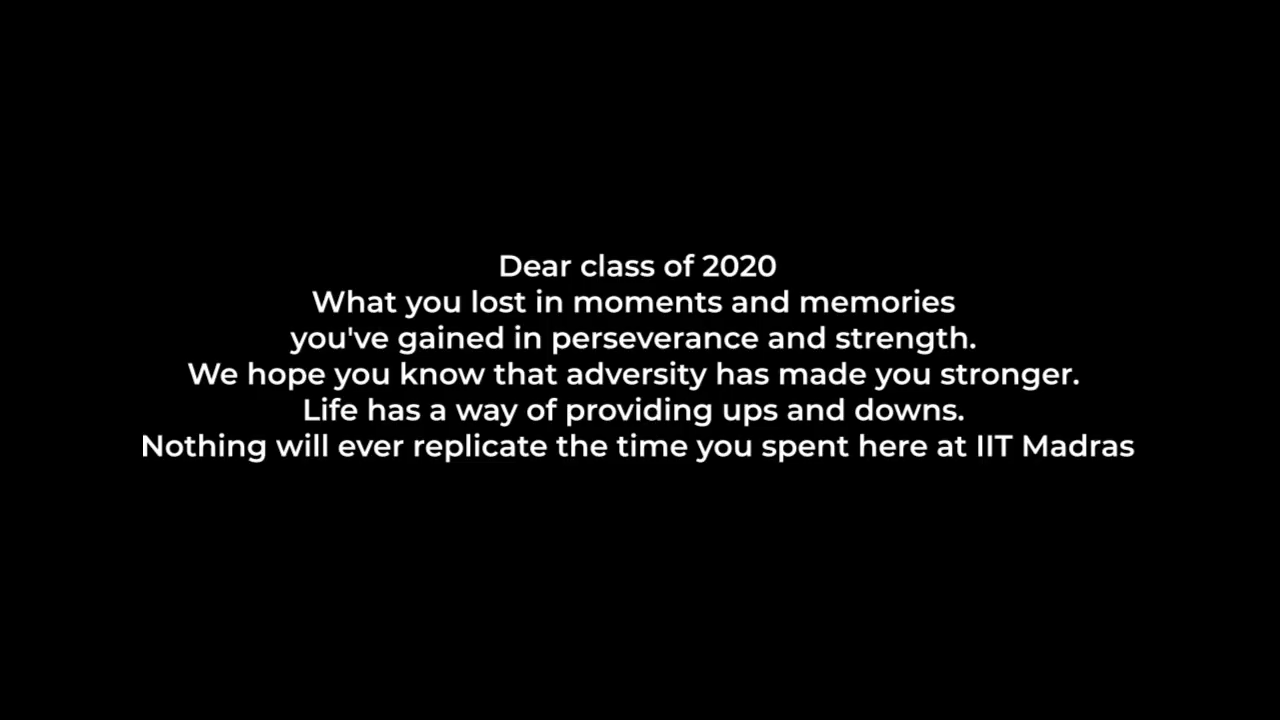 Dear class of 2020
What you lost in moments and memories
you've gained in perseverance and strength.
We hope you know that adversity has made you stronger.
Life has a way of providing ups and downs.
Nothing will ever replicate the time you spent here at IIT Madras